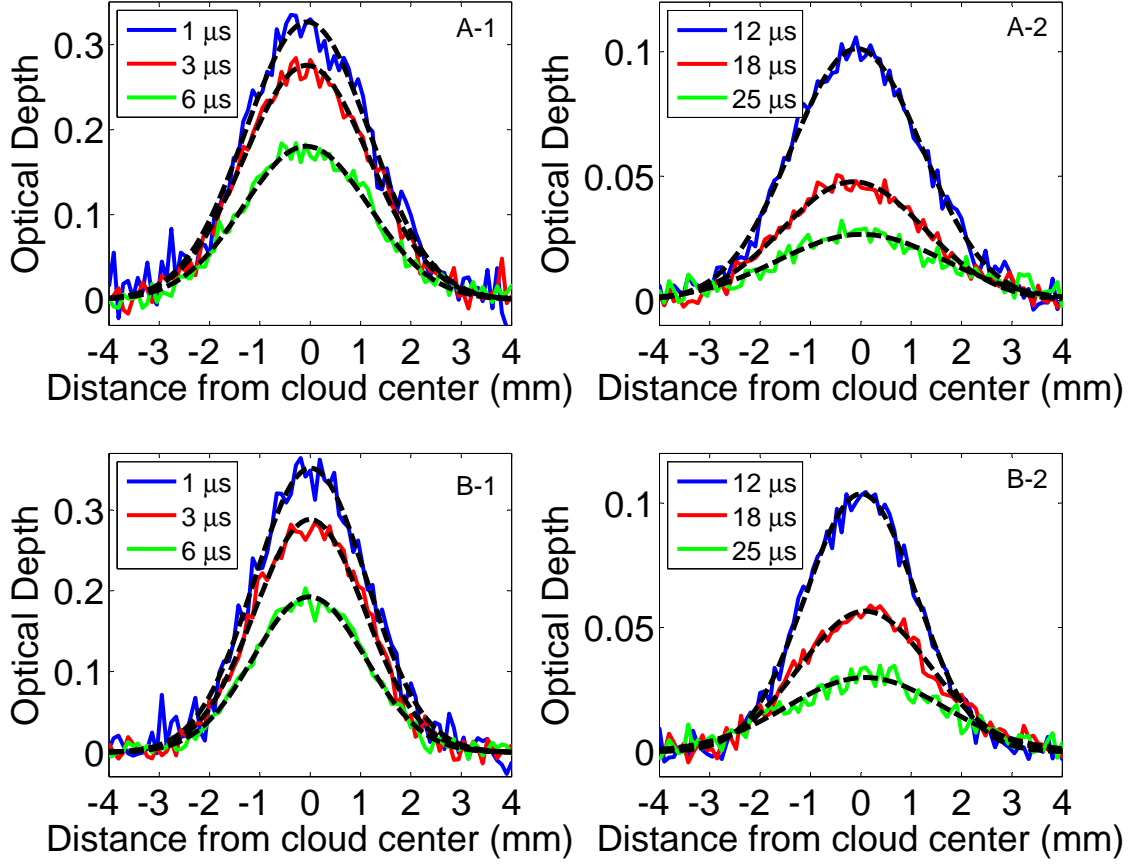 A-1
1 μs
3 μs
6 μs
0.3
0.2
0.1
0
Optical Depth
-4 -3 -2 -1 0 1 2 3 4
Distance from cloud center (mm)
A-2
12 μs
18 μs
25 μs
0.1
0.05
0
Optical Depth
-4 -3 -2 -1 0 1 2 3 4
Distance from cloud center (mm)
B-1
1 μs
3 μs
6 μs
0.3
0.2
0.1
0
Optical Depth
-4 -3 -2 -1 0 1 2 3 4
Distance from cloud center (mm)
B-2
12 μs
18 μs
25 μs
0.1
0.05
0
Optical Depth
-4 -3 -2 -1 0 1 2 3 4
Distance from cloud center (mm)